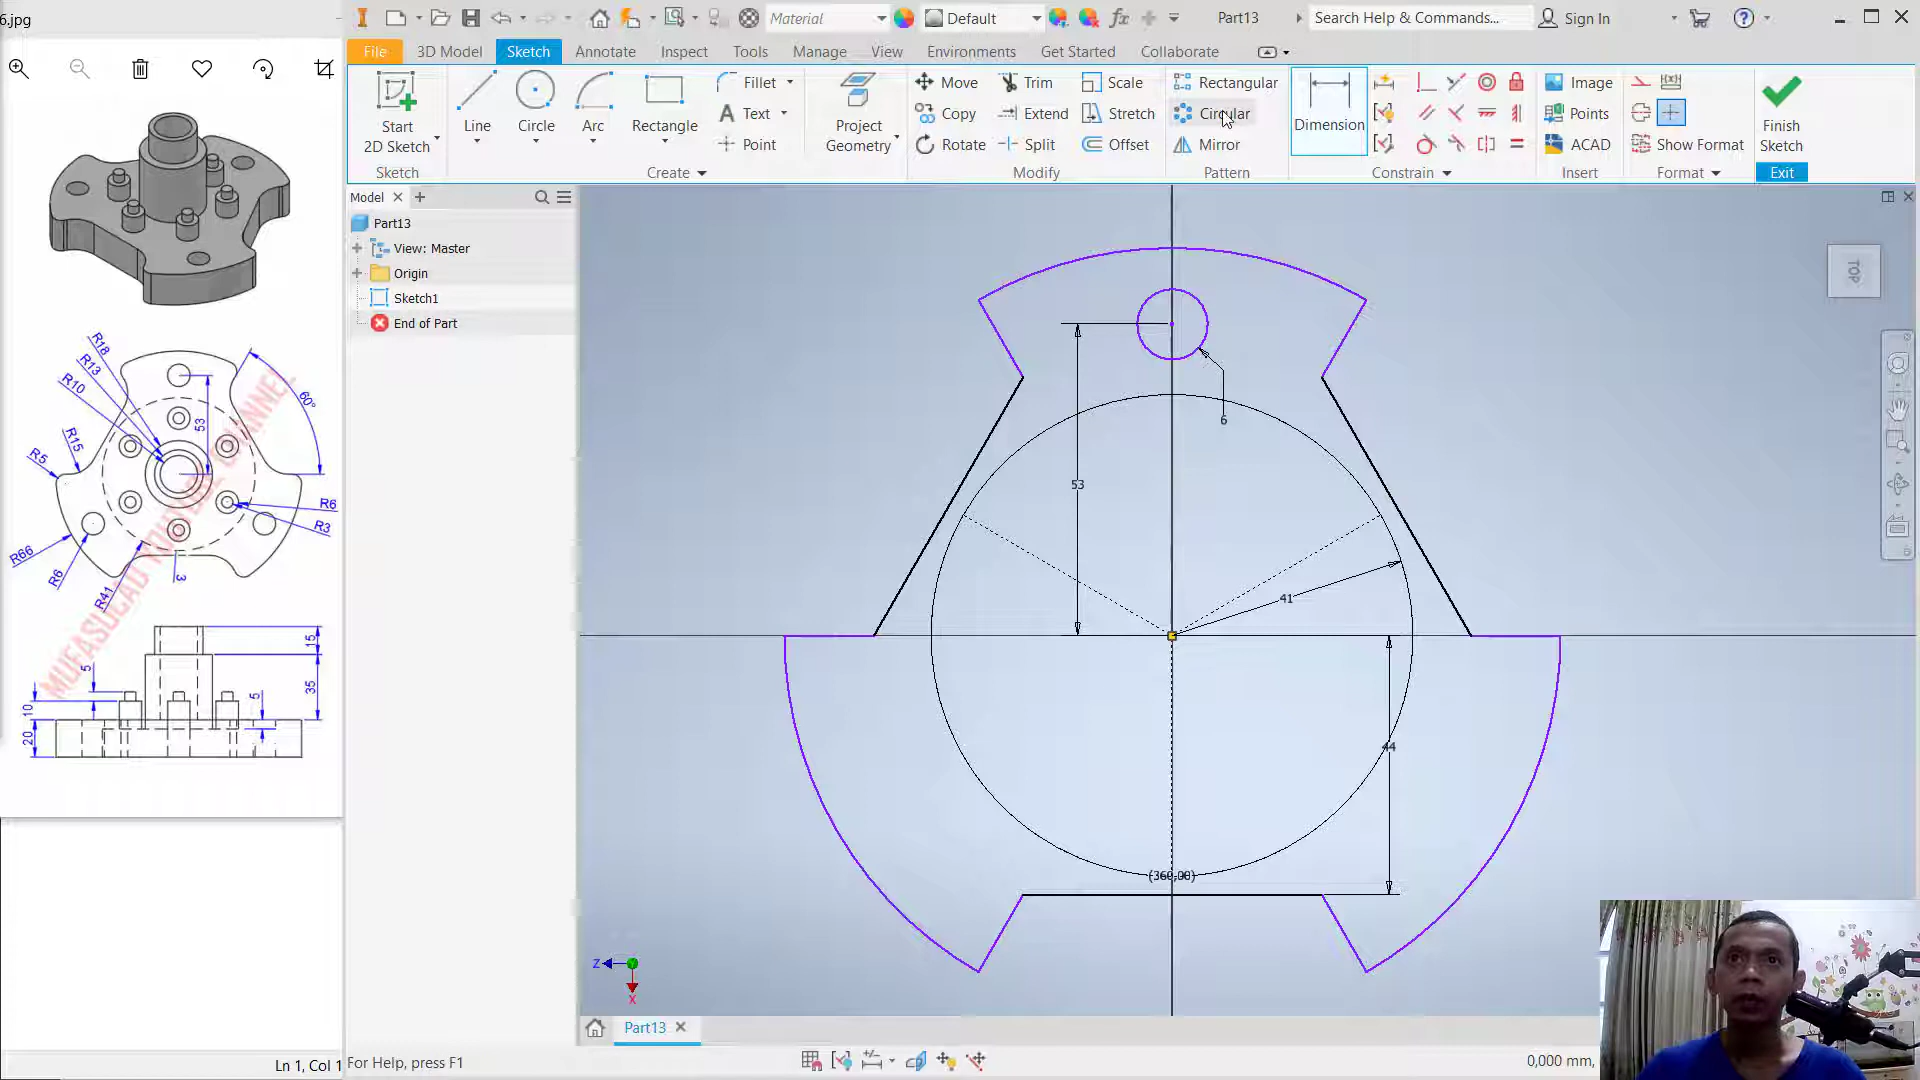 6.jpg
Material
Default
Part13
Search Help & Commands...
Sign In
File
3D Model
Sketch
Annotate
Inspect
Tools
Manage
View
Environments
Get Started
Collaborate
Start
2D Sketch
Line
Circle
Arc
Rectangle
Fillet
Text
Point
Project
Geometry
Move
Copy
Rotate
Trim
Extend
Split
Scale
Stretch
Offset
Rectangular
Circular
Mirror
Dimension
Image
Points
ACAD
Show Format
Finish
Sketch
Sketch
Create
Modify
Pattern
Constrain
Insert
Format
Exit
Model
Part13
View: Master
Origin
Sketch1
End of Part
TOP
R18
R13
R10
R15
R5
53
60°
R6
R3
R66
R6
R41
3
MUFASUCAD YOUTUBE CHANNEL
15
35
5
5
10
20
6
53
41
44
(360,00)
Z
X
Part13
Ln 1, Col 1
For Help, press F1
0,000 mm,